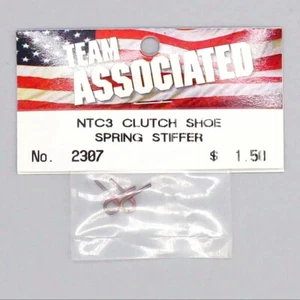 TEAM
ASSOCIATED
NTC3 CLUTCH SHOE
SPRING STIFFER
No. 2307 $ 1.50